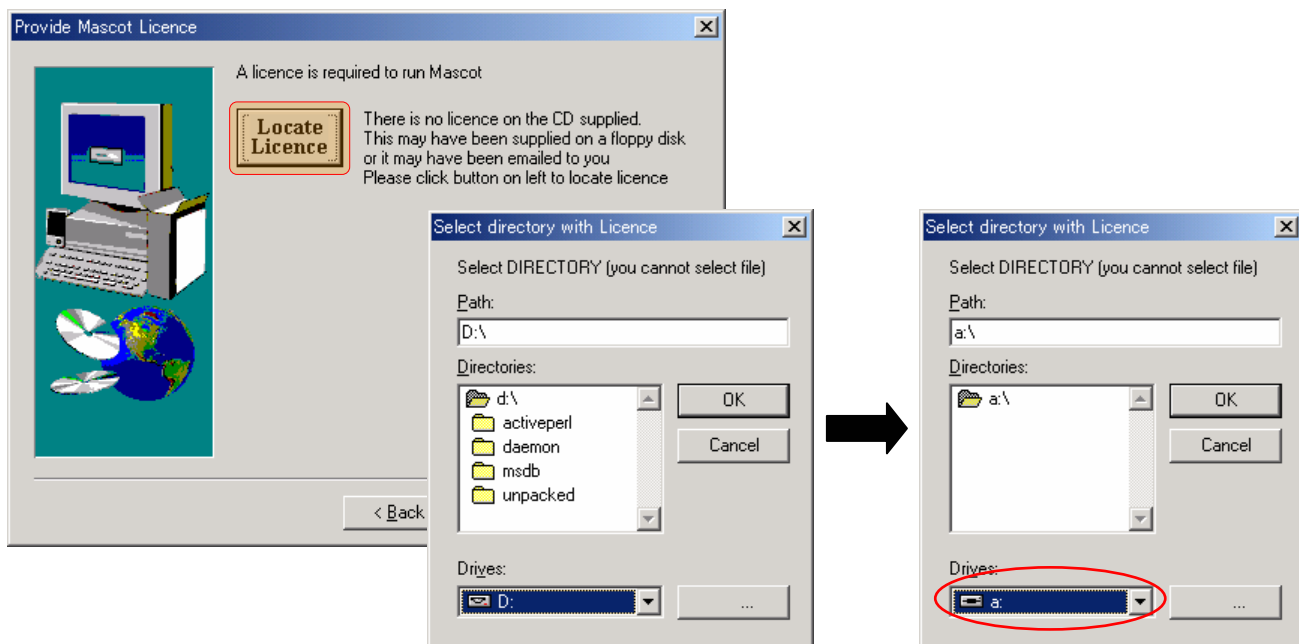 Provide Mascot Licence
A licence is required to run Mascot
Locate
Licence
There is no licence on the CD supplied.
This may have been supplied on a floppy disk
or it may have been emailed to you
Please click button on left to locate licence
< Back
Select directory with Licence
Select DIRECTORY (you cannot select file)
Path:
D:\
Directories:
d:\
activeperl
daemon
msdb
unpacked
OK
Cancel
Drives:
D:
...
Select directory with Licence
Select DIRECTORY (you cannot select file)
Path:
a:\
Directories:
a:\
OK
Cancel
Drives:
a:
...